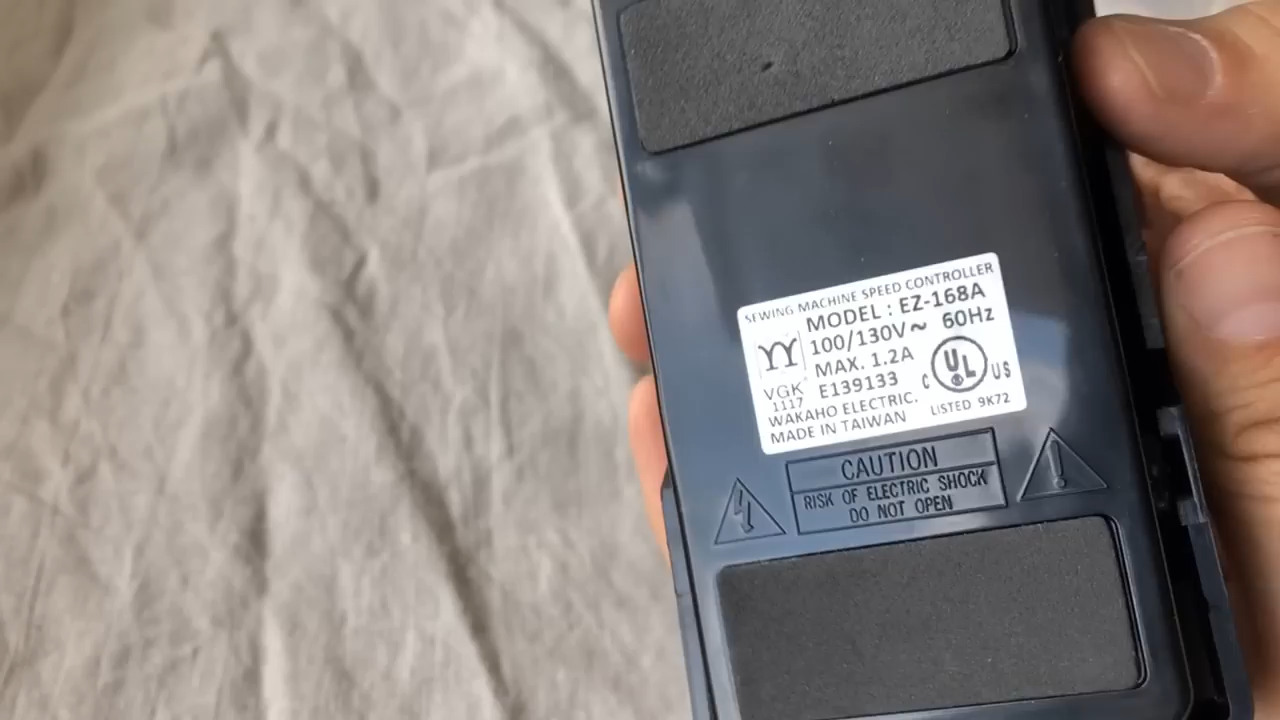 SEWING MACHINE SPEED CONTROLLER
MODEL : EZ-168A
100/130V~ 60Hz
MAX. 1.2A
VGK E139133
1117
C UL US
WAKAHO ELECTRIC.
LISTED 9K72
MADE IN TAIWAN
CAUTION
RISK OF ELECTRIC SHOCK
DO NOT OPEN